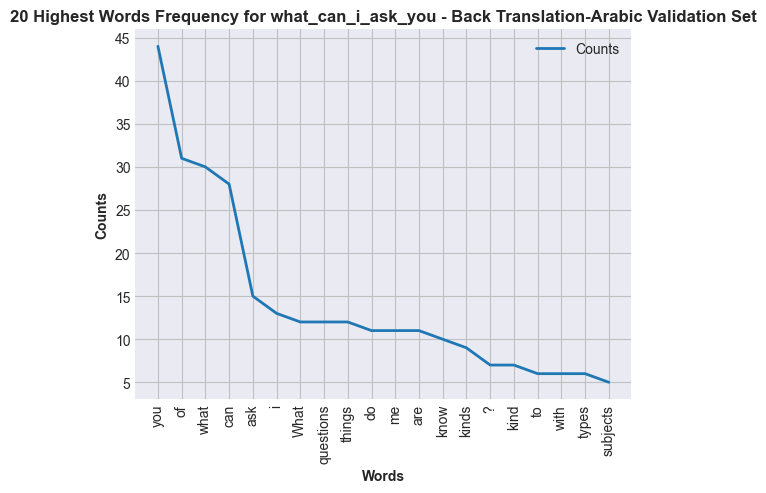 20 Highest Words Frequency for what_can_i_ask_you - Back Translation-Arabic Validation Set
Counts
45
40
35
30
25
20
15
10
5
Counts
you
of
what
can
ask
i
What
questions
things
do
me
are
know
kinds
?
kind
to
with
types
subjects
Words